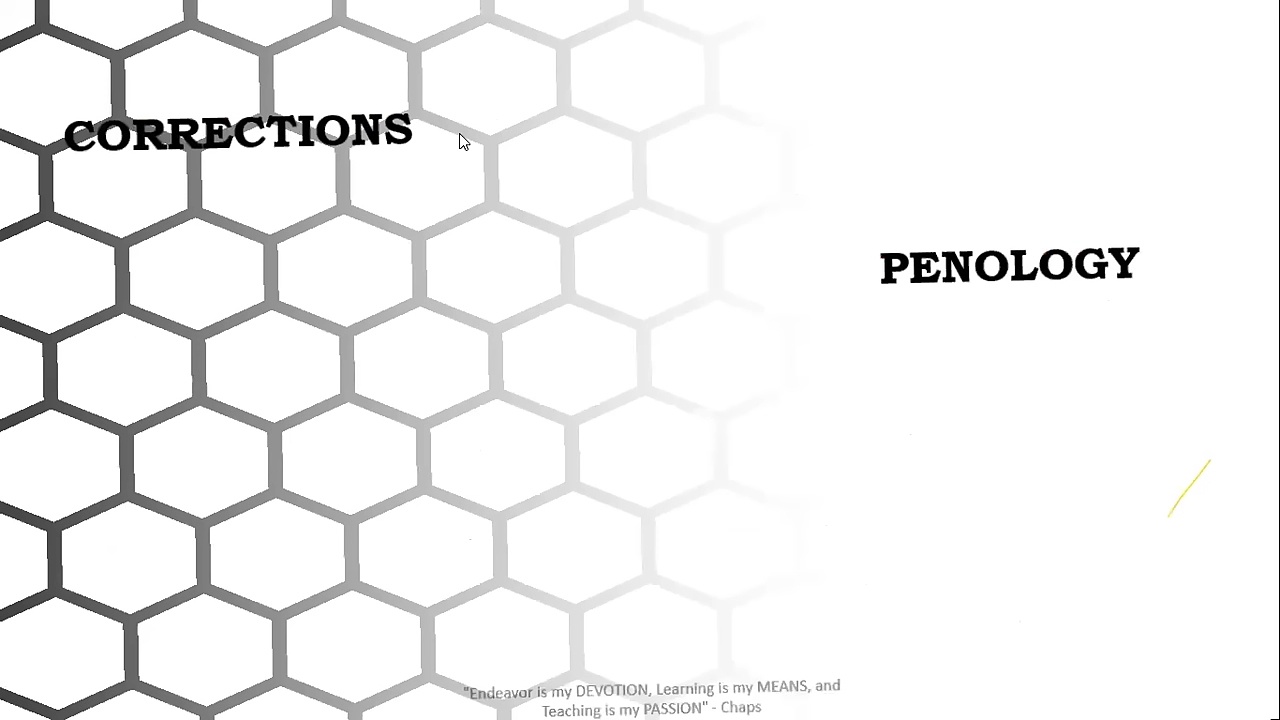 CORRECTIONS
PENOLOGY
"Endeavor is my DEVOTION, Learning is my MEANS, and
Teaching is my PASSION" - Chaps